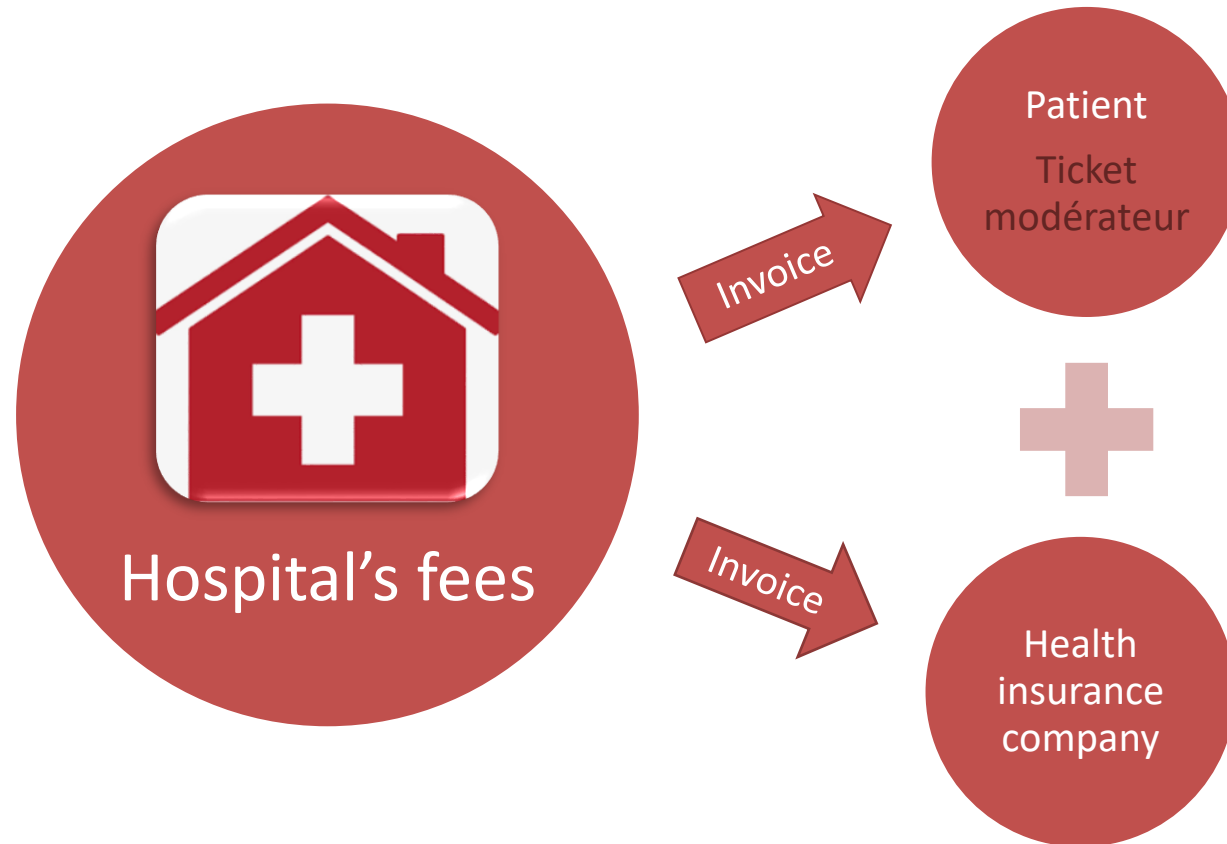 Hospital's fees
Invoice
Patient
Ticket
modérateur
Invoice
Health
insurance
company